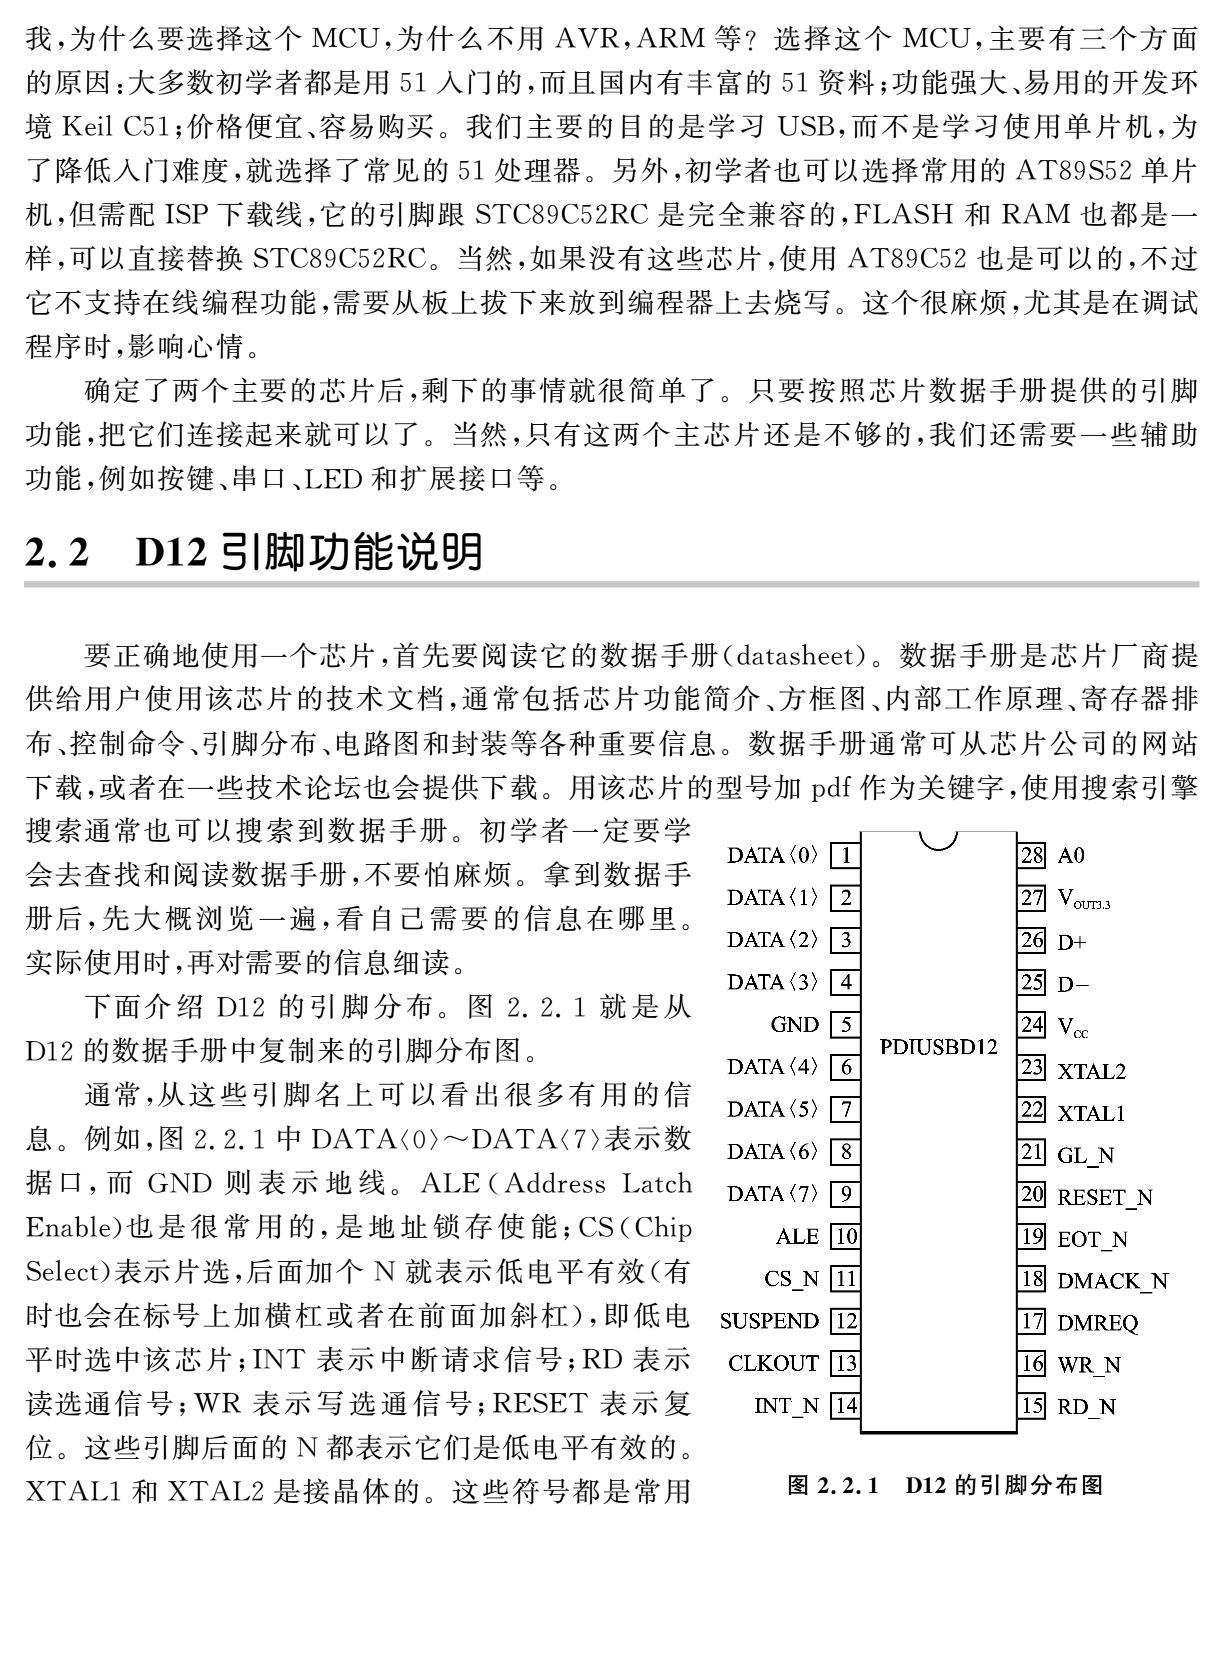 我,为什么要选择这个 MCU,为什么不用 AVR,ARM 等？选择这个 MCU,主要有三个方面
的原因:大多数初学者都是用 51 入门的,而且国内有丰富的 51 资料;功能强大、易用的开发环
境 Keil C51;价格便宜、容易购买。我们主要的目的是学习 USB,而不是学习使用单片机,为
了降低入门难度,就选择了常见的 51 处理器。另外,初学者也可以选择常用的 AT89S52 单片
机,但需配 ISP 下载线,它的引脚跟 STC89C52RC 是完全兼容的,FLASH 和 RAM 也都是一
样,可以直接替换 STC89C52RC。当然,如果没有这些芯片,使用 AT89C52 也是可以的,不过
它不支持在线编程功能,需要从板上拔下来放到编程器上去烧写。这个很麻烦,尤其是在调试
程序时,影响心情。
确定了两个主要的芯片后,剩下的事情就很简单了。只要按照芯片数据手册提供的引脚
功能,把它们连接起来就可以了。当然,只有这两个主芯片还是不够的,我们还需要一些辅助
功能,例如按键、串口、LED 和扩展接口等。
2.2 D12 引脚功能说明
要正确地使用一个芯片,首先要阅读它的数据手册(datasheet)。数据手册是芯片厂商提
供给用户使用该芯片的技术文档,通常包括芯片功能简介、方框图、内部工作原理、寄存器排
布、控制命令、引脚分布、电路图和封装等各种重要信息。数据手册通常可从芯片公司的网站
下载,或者在一些技术论坛也会提供下载。用该芯片的型号加 pdf 作为关键字,使用搜索引擎
搜索通常也可以搜索到数据手册。初学者一定要学
会去查找和阅读数据手册,不要怕麻烦。拿到数据手
册后,先大概浏览一遍,看自己需要的信息在哪里。
实际使用时,再对需要的信息细读。
下面介绍 D12 的引脚分布。图 2.2.1 就是从
D12 的数据手册中复制来的引脚分布图。
通常,从这些引脚名上可以看出很多有用的信
息。例如,图 2.2.1 中 DATA〈0〉～DATA〈7〉表示数
据口,而 GND 则表示地线。ALE(Address Latch
Enable)也是很常用的,是地址锁存使能;CS(Chip
Select)表示片选,后面加个 N 就表示低电平有效(有
时也会在标号上加横杠或者在前面加斜杠),即低电
平时选中该芯片;INT 表示中断请求信号;RD 表示
读选通信号;WR 表示写选通信号;RESET 表示复
位。这些引脚后面的 N 都表示它们是低电平有效的。
XTAL1 和 XTAL2 是接晶体的。这些符号都是常用
DATA〈0〉 1 28 A0
DATA〈1〉 2 27 VOUT3.3
DATA〈2〉 3 26 D+
DATA〈3〉 4 25 D−
GND 5 24 VCC
PDIUSBD12
DATA〈4〉 6 23 XTAL2
DATA〈5〉 7 22 XTAL1
DATA〈6〉 8 21 GL_N
DATA〈7〉 9 20 RESET_N
ALE 10 19 EOT_N
CS_N 11 18 DMACK_N
SUSPEND 12 17 DMREQ
CLKOUT 13 16 WR_N
INT_N 14 15 RD_N
图 2.2.1 D12 的引脚分布图